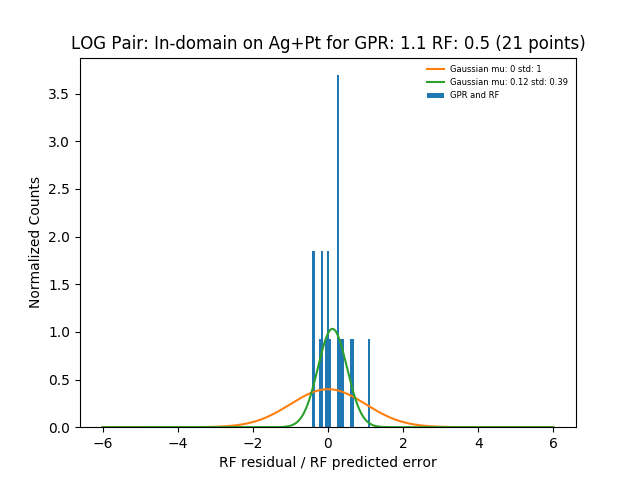 LOG Pair: In-domain on Ag+Pt for GPR: 1.1 RF: 0.5 (21 points)
Gaussian mu: 0 std: 1
Gaussian mu: 0.12 std: 0.39
GPR and RF
Normalized Counts
3.5
3.0
2.5
2.0
1.5
1.0
0.5
0.0
−6 −4 −2 0 2 4 6
RF residual / RF predicted error